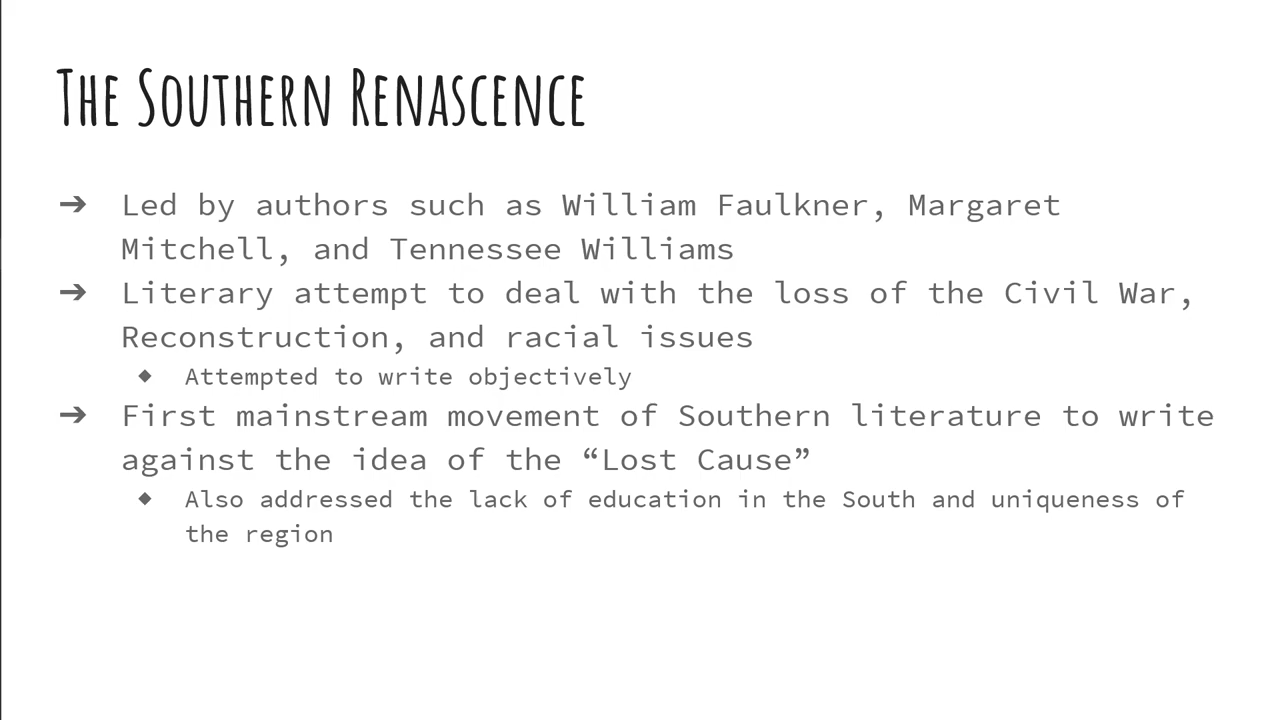 The Southern Renascence
➔ Led by authors such as William Faulkner, Margaret
Mitchell, and Tennessee Williams
➔ Literary attempt to deal with the loss of the Civil War,
Reconstruction, and racial issues
◆ Attempted to write objectively
➔ First mainstream movement of Southern literature to write
against the idea of the “Lost Cause”
◆ Also addressed the lack of education in the South and uniqueness of
the region